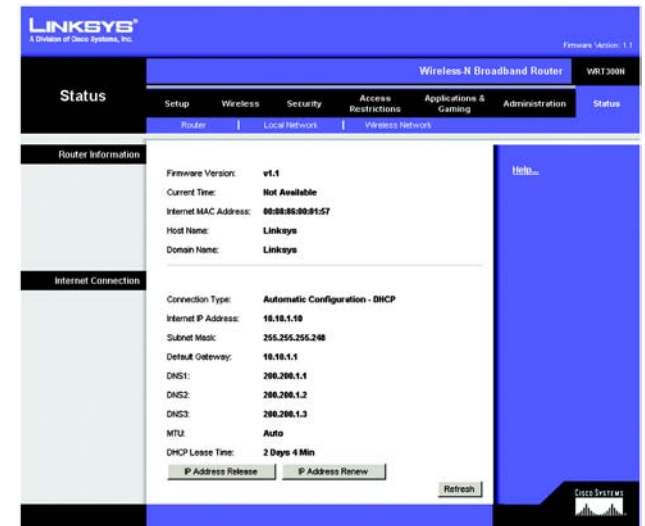 LINKSYS®
A Division of Cisco Systems, Inc.
Firmware Version: 1.1
Wireless-N Broadband Router WRT300N
Status
Setup Wireless Security Access Restrictions Applications & Gaming Administration Status
Router | Local Network | Wireless Network
Router Information
Help...
Firmware Version: v1.1
Current Time: Not Available
Internet MAC Address: 00:08:86:00:01:57
Host Name: Linksys
Domain Name: Linksys
Internet Connection
Connection Type: Automatic Configuration - DHCP
Internet IP Address: 10.10.1.10
Subnet Mask: 255.255.255.248
Default Gateway: 10.10.1.1
DNS1: 200.200.1.1
DNS2: 200.200.1.2
DNS3: 200.200.1.3
MTU: Auto
DHCP Lease Time: 2 Days 4 Min
IP Address Release IP Address Renew
Refresh
CISCO SYSTEMS